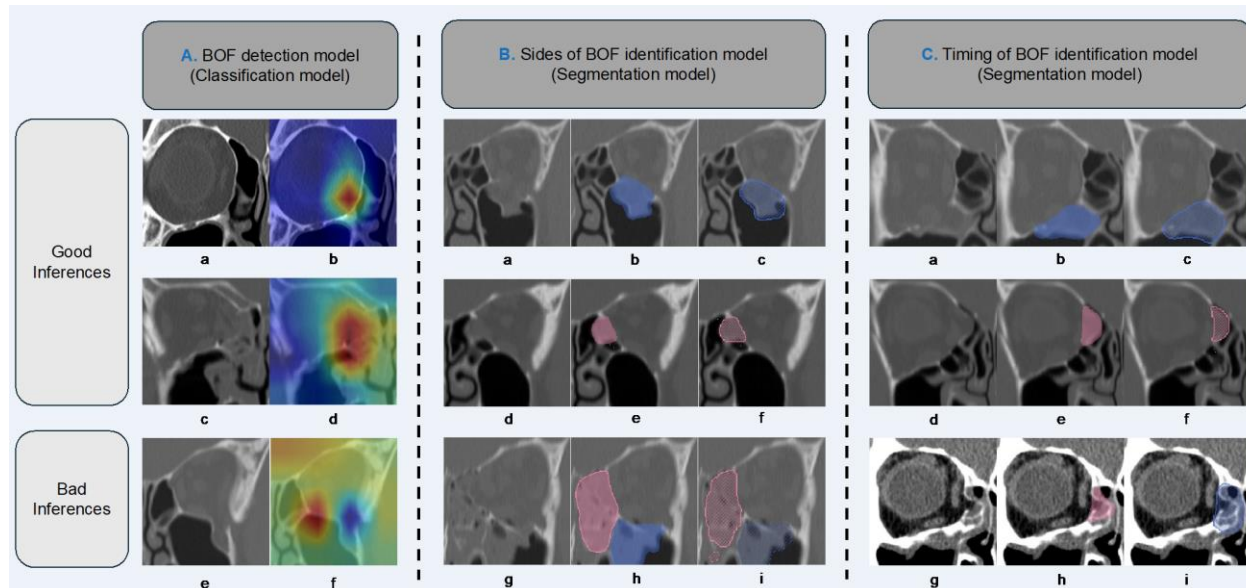 A. BOF detection model
(Classification model)
B. Sides of BOF identification model
(Segmentation model)
C. Timing of BOF identification model
(Segmentation model)
Good
Inferences
a b a b c a b c
c d d e f d e f
Bad
Inferences
e f g h i g h i